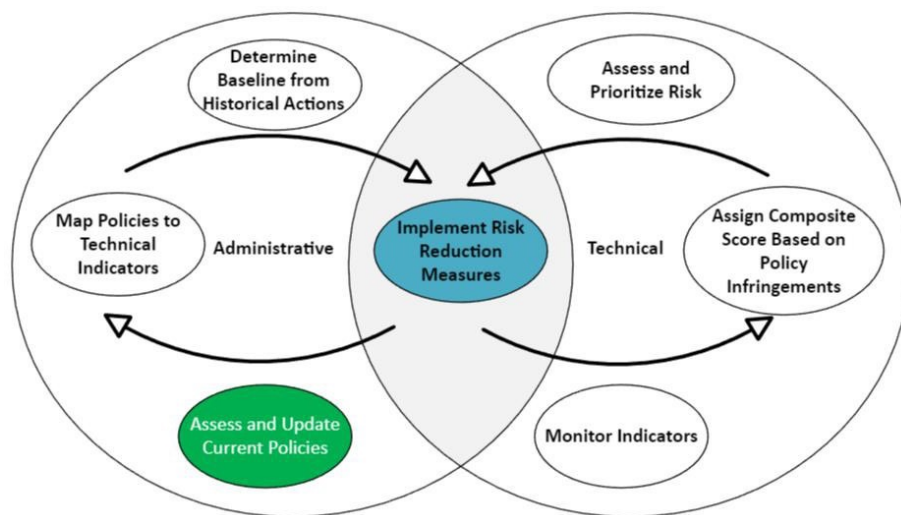 Determine
Baseline from
Historical Actions
Assess and
Prioritize Risk
Map Policies to
Technical
Indicators
Administrative
Implement Risk
Reduction
Measures
Technical
Assign Composite
Score Based on
Policy
Infringements
Assess and Update
Current Policies
Monitor Indicators